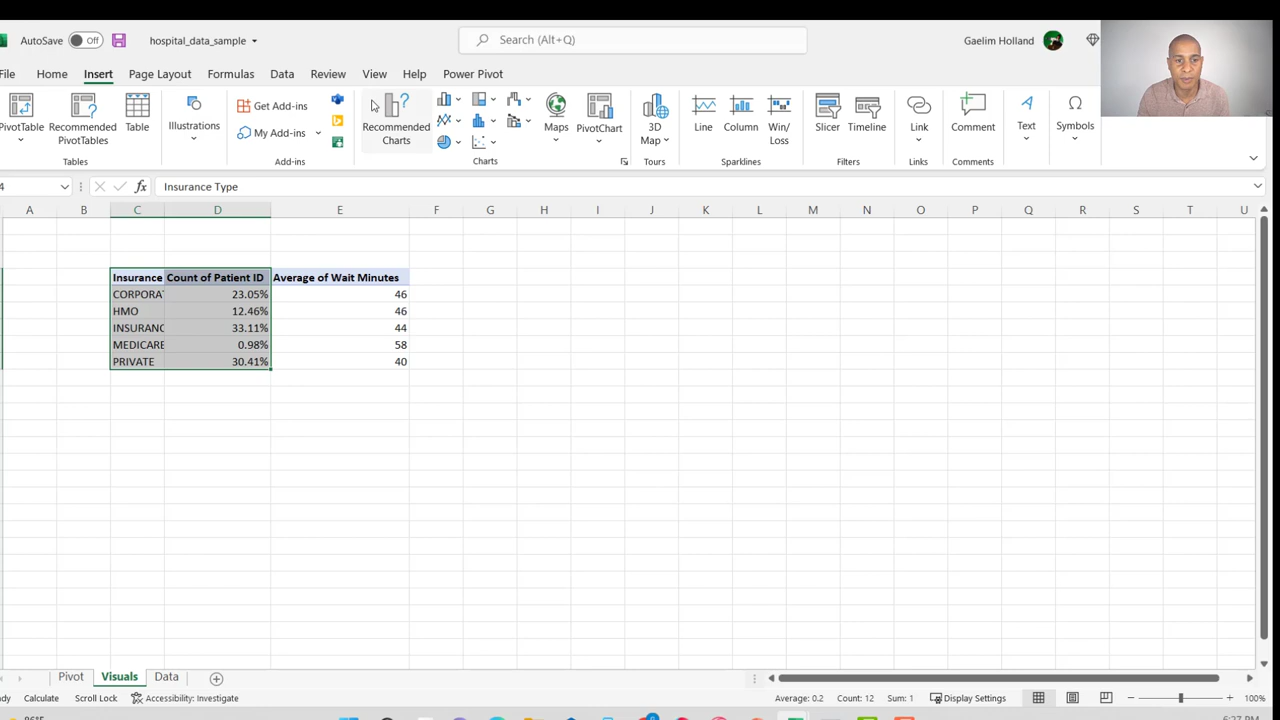 AutoSave Off hospital_data_sample Search (Alt+Q) Gaelim Holland
File Home Insert Page Layout Formulas Data Review View Help Power Pivot
PivotTable Recommended PivotTables Table Illustrations Get Add-ins My Add-ins Recommended Charts Maps PivotChart 3D Map Line Column Win/Loss Slicer Timeline Link Comment Text Symbols
Tables Add-ins Charts Tours Sparklines Filters Links Comments
4 fx Insurance Type
A B C D E F G H I J K L M N O P Q R S T U
Insurance Count of Patient ID Average of Wait Minutes
CORPORAT 23.05% 46
HMO 12.46% 46
INSURANC 33.11% 44
MEDICARE 0.98% 58
PRIVATE 30.41% 40
Pivot Visuals Data
Calculate Scroll Lock Accessibility: Investigate Average: 0.2 Count: 12 Sum: 1 Display Settings 100%